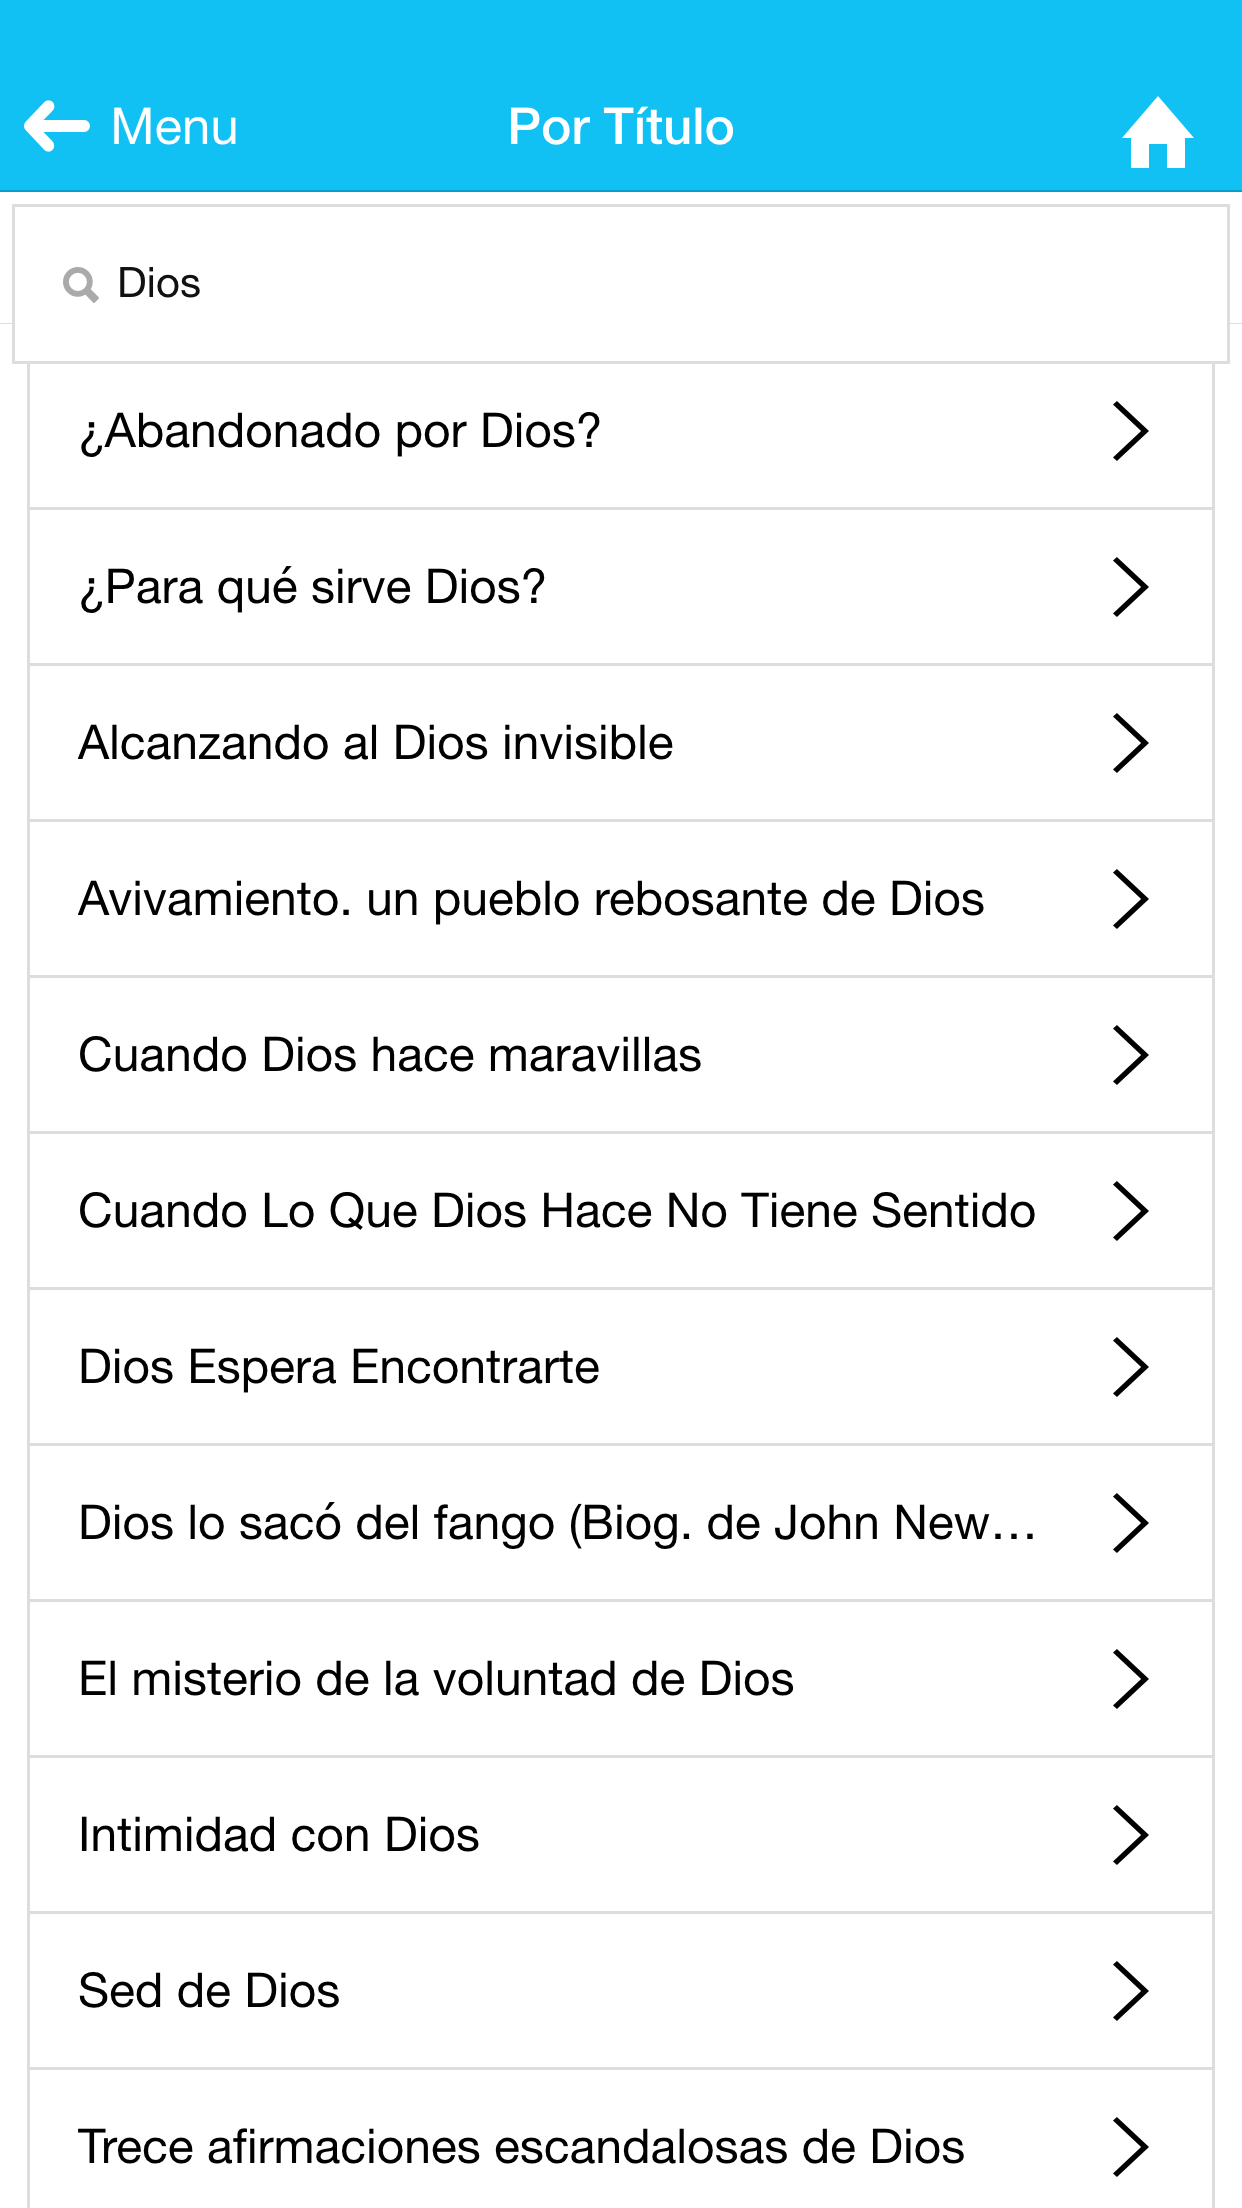 Menu
Por Título
Dios
¿Abandonado por Dios?
¿Para qué sirve Dios?
Alcanzando al Dios invisible
Avivamiento. un pueblo rebosante de Dios
Cuando Dios hace maravillas
Cuando Lo Que Dios Hace No Tiene Sentido
Dios Espera Encontrarte
Dios lo sacó del fango (Biog. de John New…
El misterio de la voluntad de Dios
Intimidad con Dios
Sed de Dios
Trece afirmaciones escandalosas de Dios